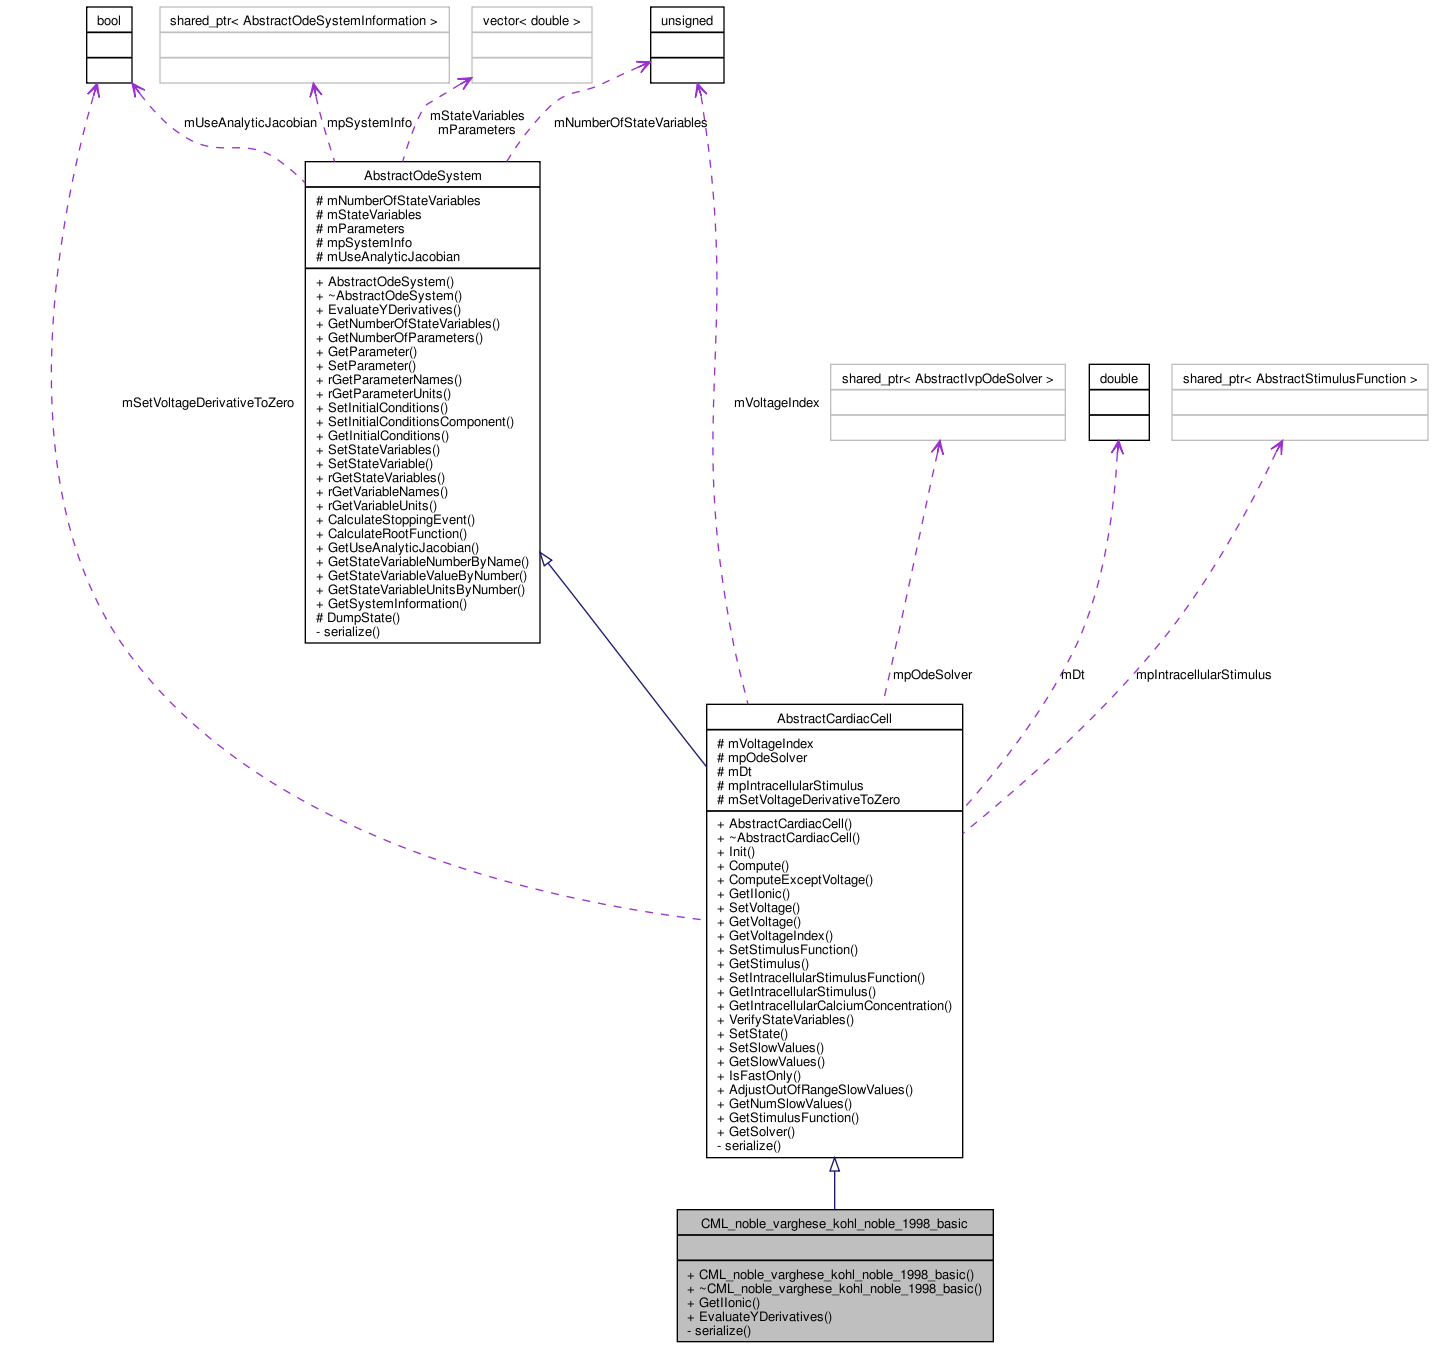 bool
shared_ptr< AbstractOdeSystemInformation >
vector< double >
unsigned
mUseAnalyticJacobian
mpSystemInfo
mStateVariables
mParameters
mNumberOfStateVariables
AbstractOdeSystem
# mNumberOfStateVariables
# mStateVariables
# mParameters
# mpSystemInfo
# mUseAnalyticJacobian
+ AbstractOdeSystem()
+ ~AbstractOdeSystem()
+ EvaluateYDerivatives()
+ GetNumberOfStateVariables()
+ GetNumberOfParameters()
+ GetParameter()
+ SetParameter()
+ rGetParameterNames()
+ rGetParameterUnits()
+ SetInitialConditions()
+ SetInitialConditionsComponent()
+ GetInitialConditions()
+ SetStateVariables()
+ SetStateVariable()
+ rGetStateVariables()
+ rGetVariableNames()
+ rGetVariableUnits()
+ CalculateStoppingEvent()
+ CalculateRootFunction()
+ GetUseAnalyticJacobian()
+ GetStateVariableNumberByName()
+ GetStateVariableValueByNumber()
+ GetStateVariableUnitsByNumber()
+ GetSystemInformation()
# DumpState()
- serialize()
mSetVoltageDerivativeToZero
mVoltageIndex
shared_ptr< AbstractIvpOdeSolver >
double
shared_ptr< AbstractStimulusFunction >
mpOdeSolver
mDt
mpIntracellularStimulus
AbstractCardiacCell
# mVoltageIndex
# mpOdeSolver
# mDt
# mpIntracellularStimulus
# mSetVoltageDerivativeToZero
+ AbstractCardiacCell()
+ ~AbstractCardiacCell()
+ Init()
+ Compute()
+ ComputeExceptVoltage()
+ GetIIonic()
+ SetVoltage()
+ GetVoltage()
+ GetVoltageIndex()
+ SetStimulusFunction()
+ GetStimulus()
+ SetIntracellularStimulusFunction()
+ GetIntracellularStimulus()
+ GetIntracellularCalciumConcentration()
+ VerifyStateVariables()
+ SetState()
+ SetSlowValues()
+ GetSlowValues()
+ IsFastOnly()
+ AdjustOutOfRangeSlowValues()
+ GetNumSlowValues()
+ GetStimulusFunction()
+ GetSolver()
- serialize()
CML_noble_varghese_kohl_noble_1998_basic
+ CML_noble_varghese_kohl_noble_1998_basic()
+ ~CML_noble_varghese_kohl_noble_1998_basic()
+ GetIIonic()
+ EvaluateYDerivatives()
- serialize()